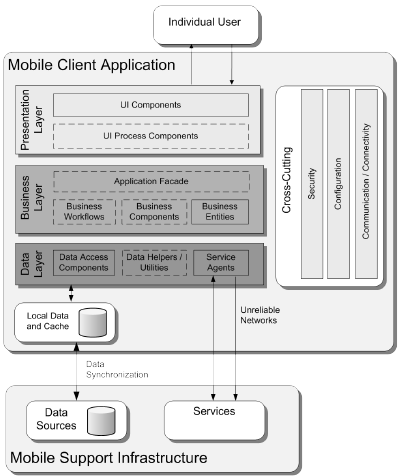 Individual User
Mobile Client Application
Presentation
Layer
UI Components
UI Process Components
Business
Layer
Application Facade
Business
Workflows
Business
Components
Business
Entities
Data
Layer
Data Access
Components
Data Helpers /
Utilities
Service
Agents
Cross-Cutting
Security
Configuration
Communication / Connectivity
Local Data
and Cache
Unreliable
Networks
Data
Synchronization
Data
Sources
Services
Mobile Support Infrastructure